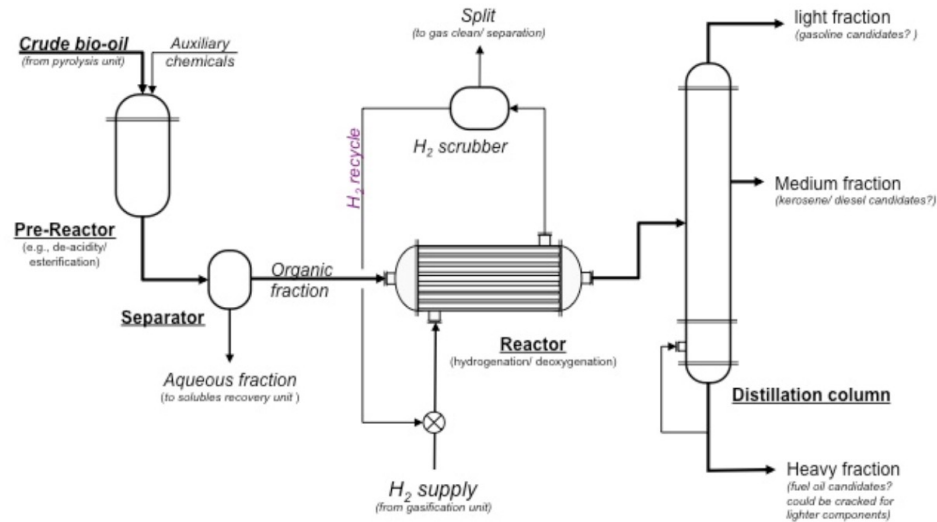 Crude bio-oil
(from pyrolysis unit)
Auxiliary
chemicals
Pre-Reactor
(e.g., de-acidity/
esterification)
Separator
Aqueous fraction
(to solubles recovery unit )
Organic
fraction
Split
(to gas clean/ separation)
H₂ scrubber
H₂ recycle
Reactor
(hydrogenation/ deoxygenation)
H₂ supply
(from gasification unit)
light fraction
(gasoline candidates? )
Medium fraction
(kerosene/ diesel candidates?)
Distillation column
Heavy fraction
(fuel oil candidates?
could be cracked for
lighter components)